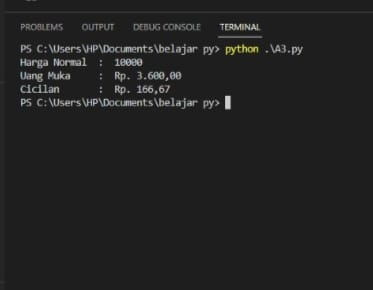 PROBLEMS OUTPUT DEBUG CONSOLE TERMINAL
PS C:\Users\HP\Documents\belajar py> python .\A3.py
Harga Normal : 10000
Uang Muka : Rp. 3.600,00
Cicilan : Rp. 166,67
PS C:\Users\HP\Documents\belajar py>